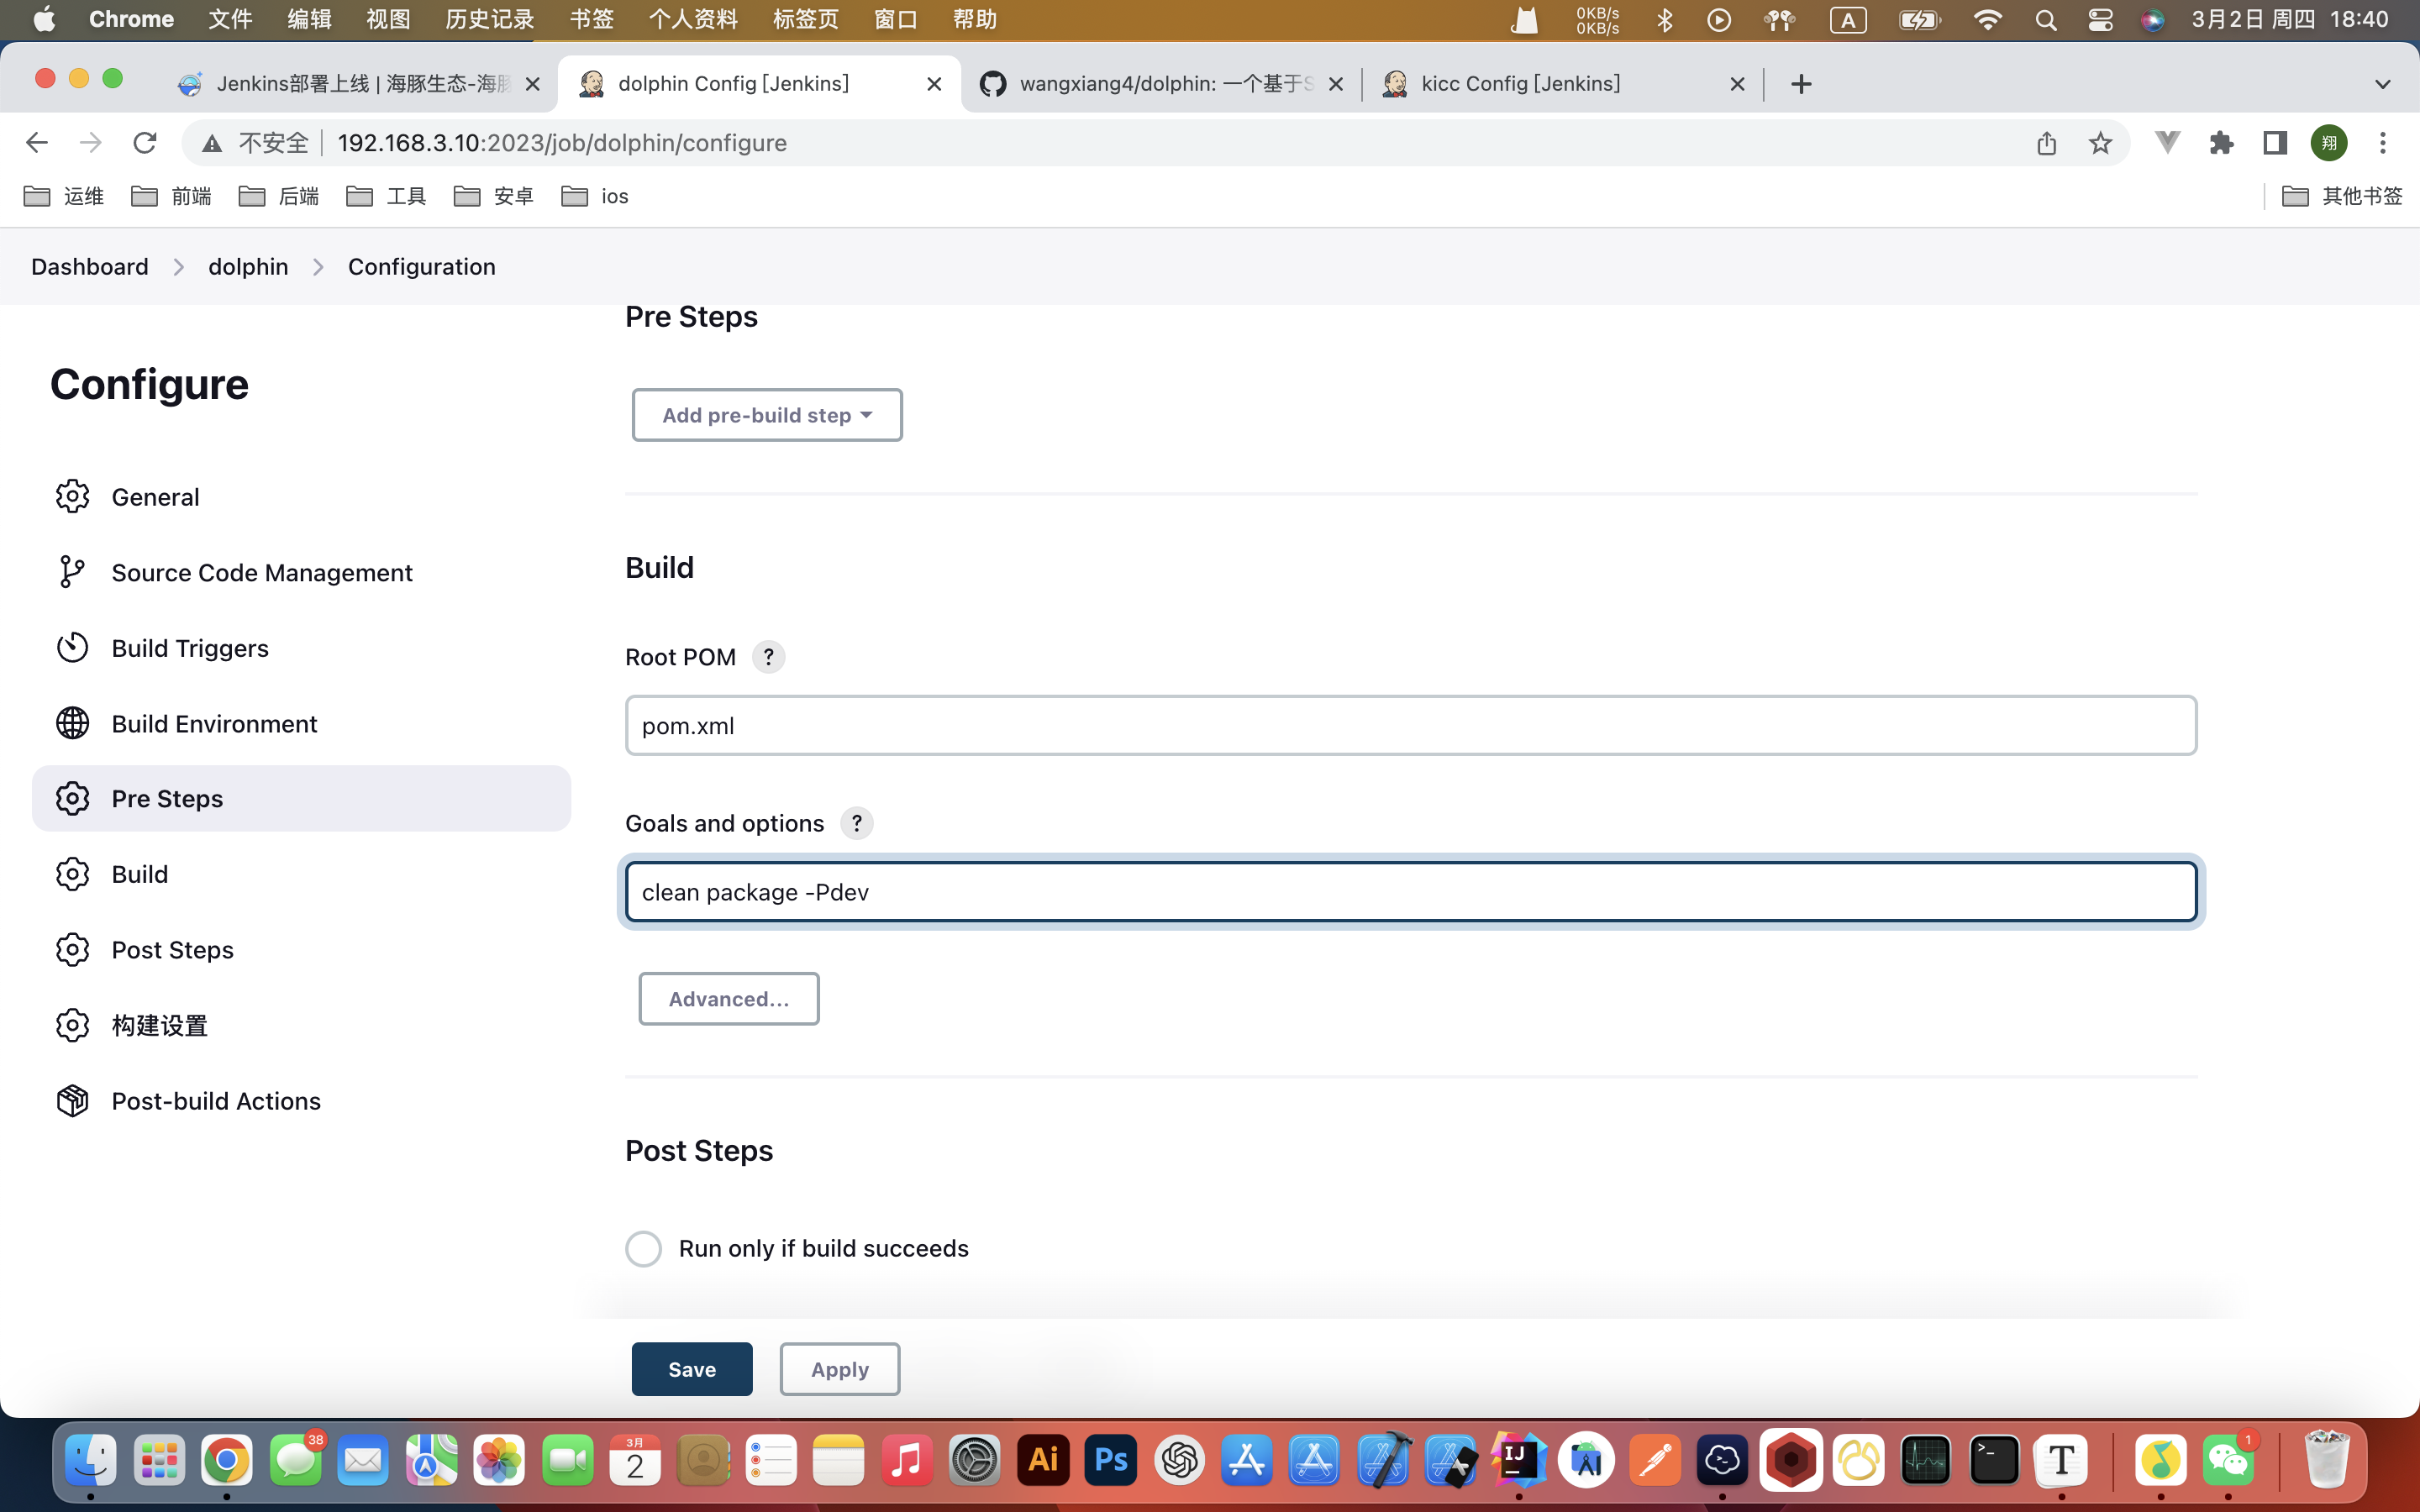 Chrome 文件 编辑 视图 历史记录 书签 个人资料 标签页 窗口 帮助 0KB/s 0KB/s A 3月2日 周四 18:40
Jenkins部署上线 | 海豚生态-海豚 dolphin Config [Jenkins] wangxiang4/dolphin: 一个基于S kicc Config [Jenkins]
不安全 192.168.3.10:2023/job/dolphin/configure 翔
运维 前端 后端 工具 安卓 ios 其他书签
Dashboard dolphin Configuration
Configure
General
Source Code Management
Build Triggers
Build Environment
Pre Steps
Build
Post Steps
构建设置
Post-build Actions
Pre Steps
Add pre-build step
Build
Root POM ?
pom.xml
Goals and options ?
clean package -Pdev
Advanced...
Post Steps
Run only if build succeeds
Save Apply
38 3月 2 Ai Ps IJ >_ T 1